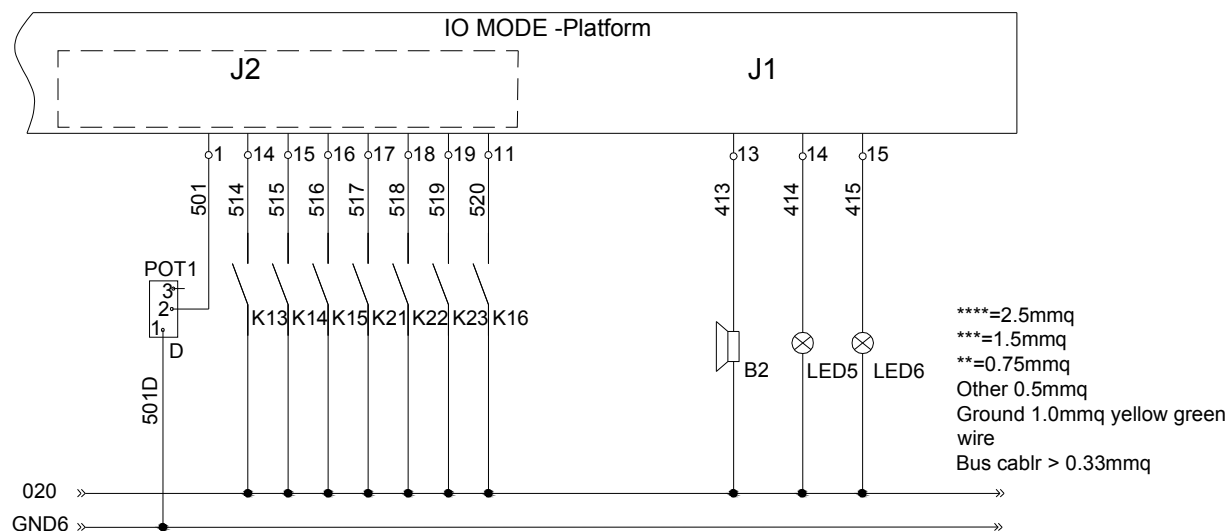 IO MODE -Platform
J2
J1
1
14
15
16
17
18
19
11
13
14
15
501
514
515
516
517
518
519
520
413
414
415
POT1
3
2
1
D
K13
K14
K15
K21
K22
K23
K16
B2
LED5
LED6
501D
****=2.5mmq
***=1.5mmq
**=0.75mmq
Other 0.5mmq
Ground 1.0mmq yellow green
wire
Bus cablr > 0.33mmq
020
GND6